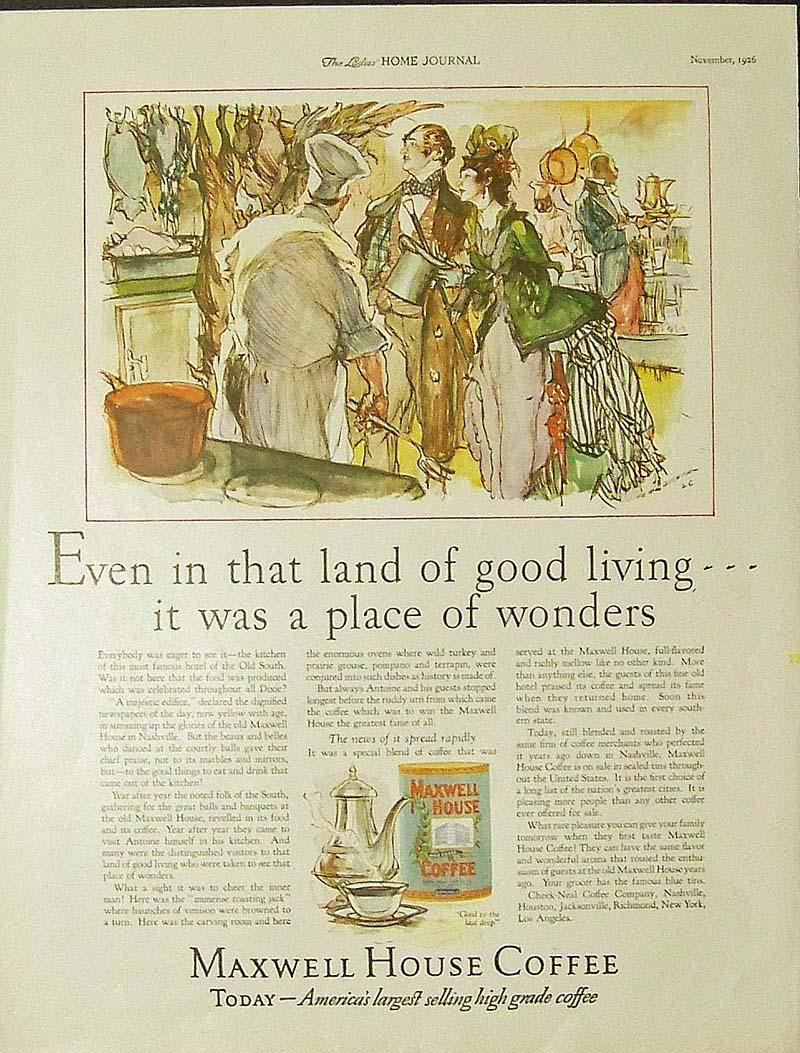 The Ladies' HOME JOURNAL
November, 1926
Even in that land of good living - - -
it was a place of wonders
Everybody was eager to see it—the kitchen
of this most famous hotel of the Old South.
Was it not here that the food was produced
which was celebrated throughout all Dixie?
"A majestic edifice," declared the dignified
newspapers of the day, now yellow with age,
in summing up the glories of the old Maxwell
House in Nashville. But the beaux and belles
who danced at the courtly balls gave their
chief praise, not to its marbles and mirrors,
but—to the good things to eat and drink that
came out of the kitchen!
Year after year the noted folk of the South,
gathering for the great balls and banquets at
the old Maxwell House, revelled in its food
and its coffee. Year after year they came to
visit Antoine himself in his kitchen. And
many were the distinguished visitors to that
land of good living who were taken to see that
place of wonders.
What a sight it was to cheer the inner
man! Here was the "immense roasting jack"
where haunches of venison were browned to
a turn. Here was the carving room and here
the enormous ovens where wild turkey and
prairie grouse, pompano and terrapin, were
conjured into such dishes as history is made of.
But always Antoine and his guests stopped
longest before the ruddy urn from which came
the coffee which was to win the Maxwell
House the greatest fame of all.
The news of it spread rapidly
It was a special blend of coffee that was
served at the Maxwell House, full-flavored
and richly mellow like no other kind. More
than anything else, the guests of this fine old
hotel praised its coffee and spread its fame
when they returned home. Soon this
blend was known and used in every south-
ern state.
Today, still blended and roasted by the
same firm of coffee merchants who perfected
it years ago down in Nashville, Maxwell
House Coffee is on sale in sealed tins through-
out the United States. It is the first choice of
a long list of the nation's greatest cities. It is
pleasing more people than any other coffee
ever offered for sale.
What rare pleasure you can give your family
tomorrow when they first taste Maxwell
House Coffee! They can have the same flavor
and wonderful aroma that roused the enthu-
siasm of guests at the old Maxwell House years
ago. Your grocer has the famous blue tins.
Cheek-Neal Coffee Company, Nashville,
Houston, Jacksonville, Richmond, New York,
Los Angeles.
MAXWELL
HOUSE
COFFEE
"Good to the
last drop"
MAXWELL HOUSE COFFEE
TODAY — America's largest selling high grade coffee